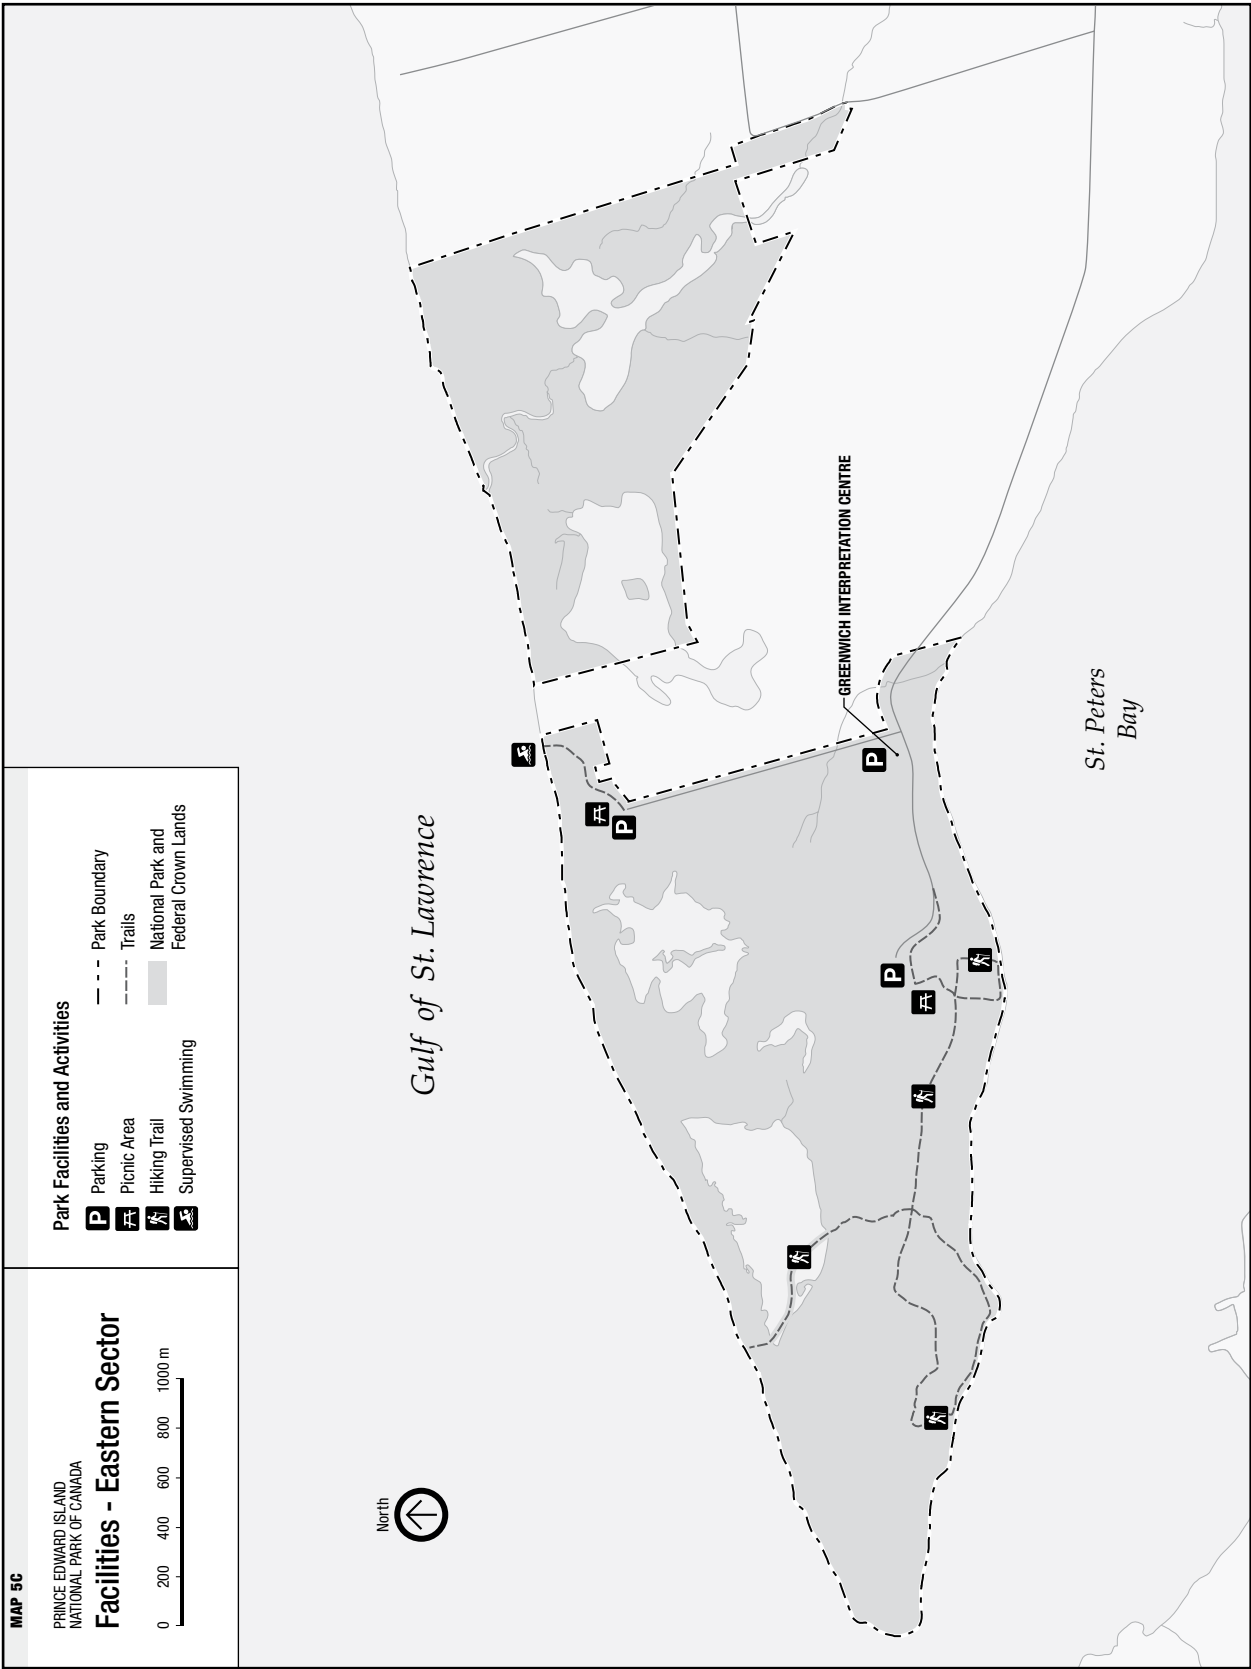 MAP 5C
PRINCE EDWARD ISLAND
NATIONAL PARK OF CANADA
Facilities - Eastern Sector
0 200 400 600 800 1000 m
Park Facilities and Activities
P Parking
Picnic Area
Hiking Trail
Supervised Swimming
Park Boundary
Trails
National Park and
Federal Crown Lands
North
Gulf of St. Lawrence
P
P
P
GREENWICH INTERPRETATION CENTRE
St. Peters
Bay